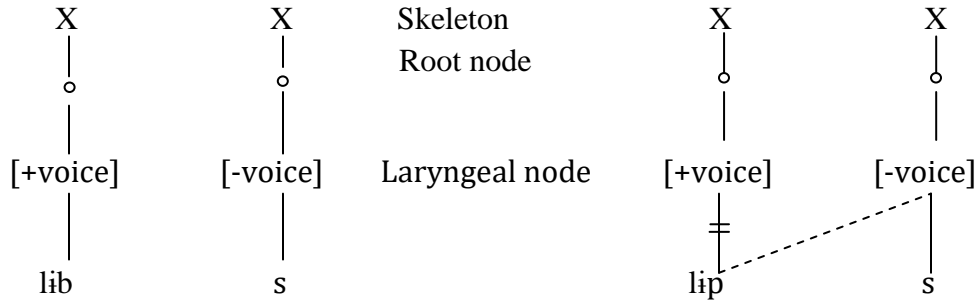 X X Skeleton X X
Root node
[+voice] [-voice] Laryngeal node [+voice] [-voice]
lɨb s lɨp s